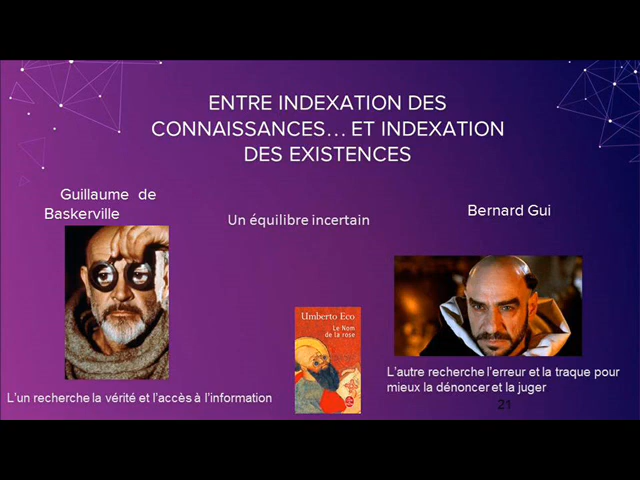 ENTRE INDEXATION DES
CONNAISSANCES... ET INDEXATION
DES EXISTENCES
Guillaume de
Baskerville
Un équilibre incertain
Bernard Gui
Umberto Eco
Le Nom
de la rose
L'autre recherche l'erreur et la traque pour
mieux la dénoncer et la juger
L'un recherche la vérité et l'accès à l'information
21